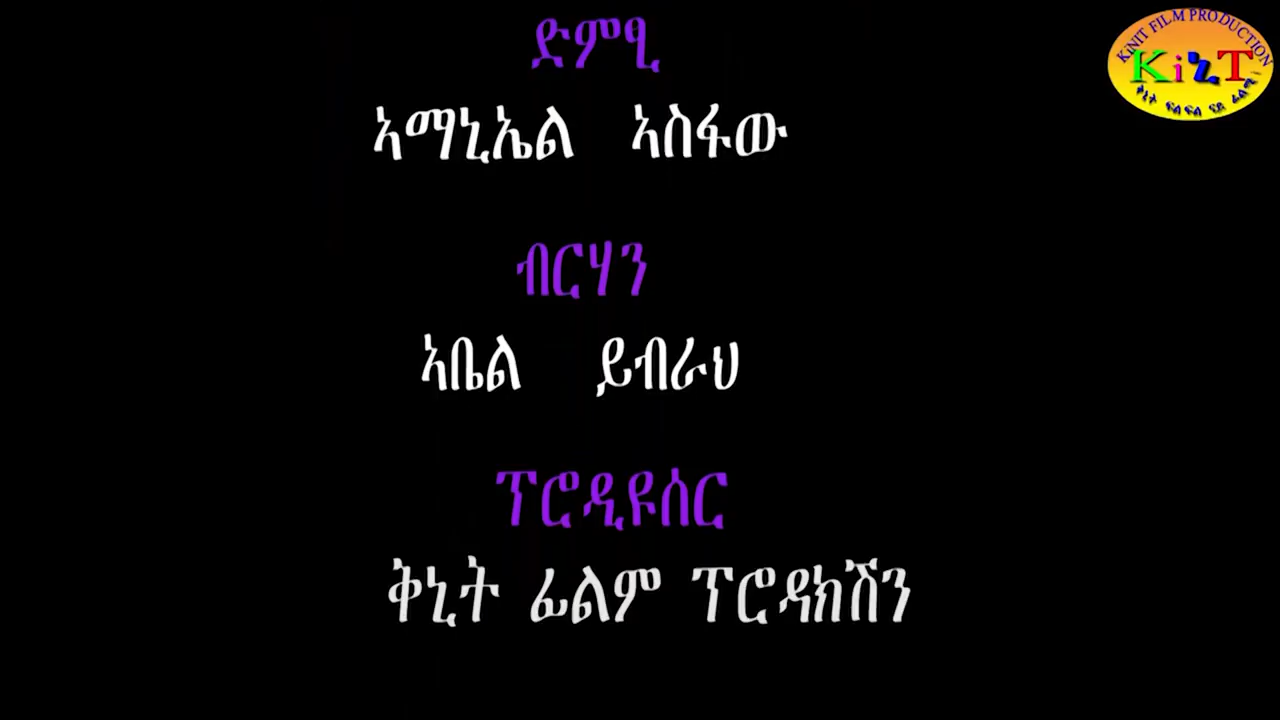 ድምፂ
ኣማኒኤል ኣስፋው
ብርሃን
ኣቤል ይብራህ
ፕሮዲዩሰር
ቅኒት ፊልም ፕሮዳክሽን
KiNIT FILM PRODUCTION
KiኒT